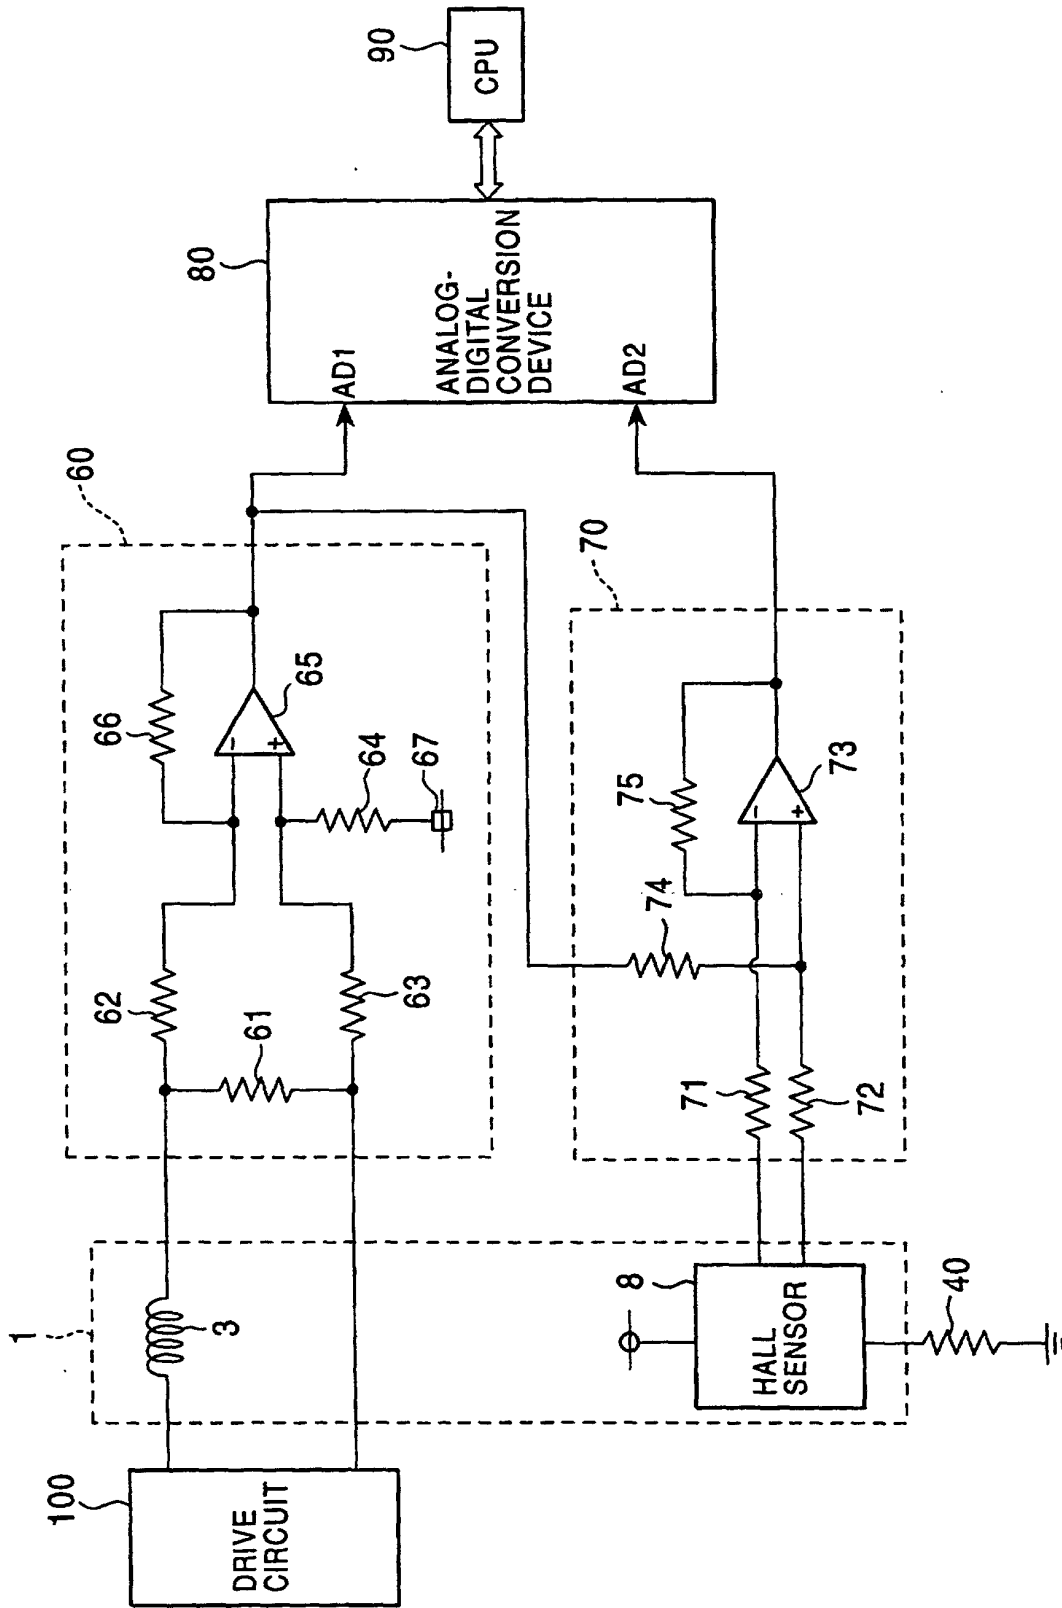 1
100
DRIVE
CIRCUIT
3
8
HALL
SENSOR
40
60
61
62
63
64
65
66
67
-
+
70
71
72
73
74
75
-
+
80
AD1
ANALOG-
DIGITAL
CONVERSION
DEVICE
AD2
90
CPU